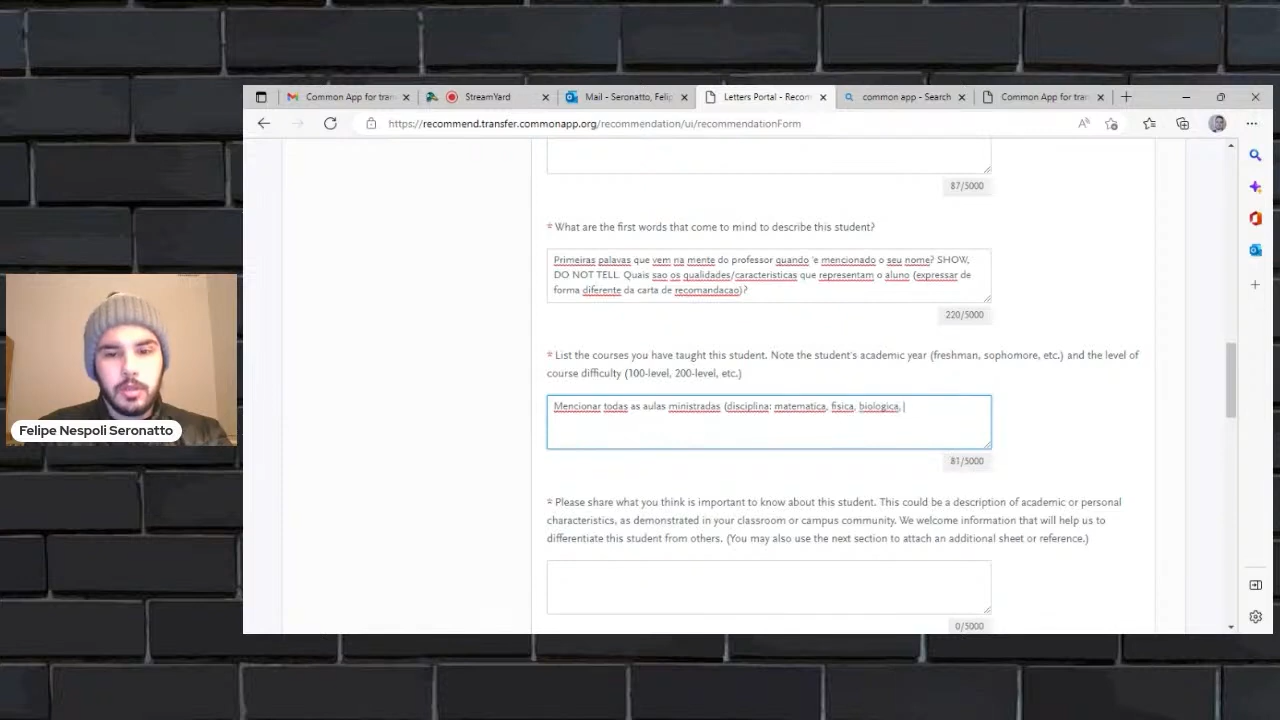 Common App for tran
StreamYard
Mail - Seronatto, Felip
Letters Portal - Recom
common app - Search
Common App for tran
https://recommend.transfer.commonapp.org/recommendation/ui/recommendationForm
87/5000
* What are the first words that come to mind to describe this student?
Primeiras palavas que vem na mente do professor quando 'e mencionado o seu nome? SHOW,
DO NOT TELL. Quais sao os qualidades/caracteristicas que representam o aluno (expressar de
forma diferente da carta de recomandacao)?
220/5000
* List the courses you have taught this student. Note the student's academic year (freshman, sophomore, etc.) and the level of
course difficulty (100-level, 200-level, etc.)
Mencionar todas as aulas ministradas (disciplina: matematica, fisica, biologica,
81/5000
* Please share what you think is important to know about this student. This could be a description of academic or personal
characteristics, as demonstrated in your classroom or campus community. We welcome information that will help us to
differentiate this student from others. (You may also use the next section to attach an additional sheet or reference.)
0/5000
Felipe Nespoli Seronatto